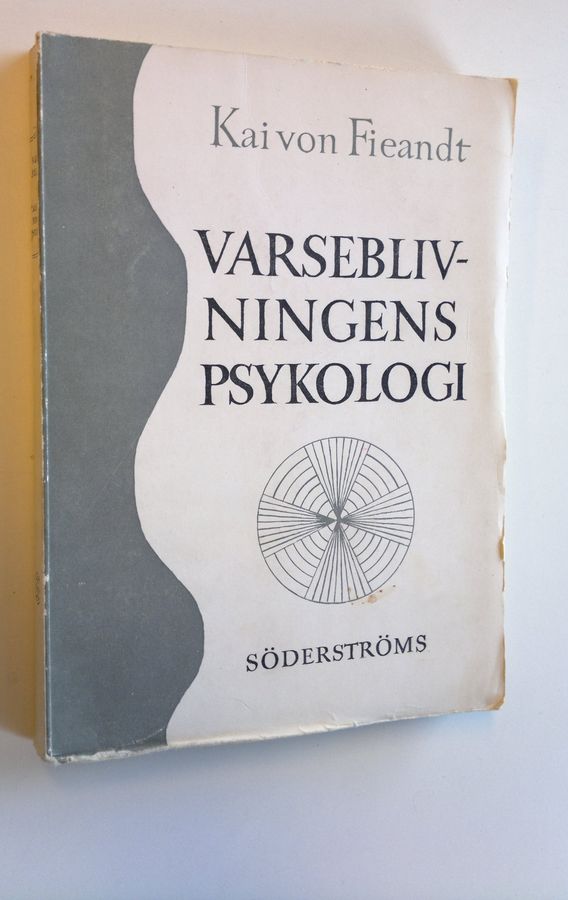 Kai von Fieandt
VARSEBLIV-
NINGENS
PSYKOLOGI
SÖDERSTRÖMS